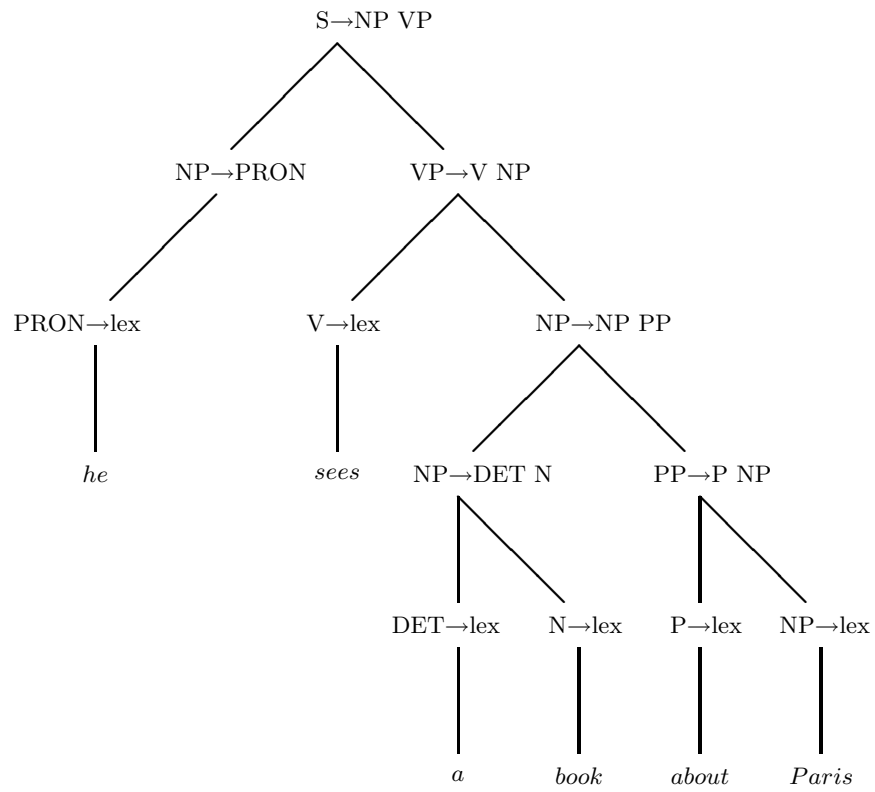 S→NP VP
NP→PRON VP→V NP
PRON→lex V→lex NP→NP PP
he sees NP→DET N PP→P NP
DET→lex N→lex P→lex NP→lex
a book about Paris